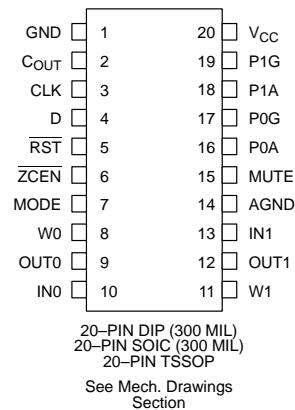 GND 1 20 VCC
COUT 2 19 P1G
CLK 3 18 P1A
D 4 17 P0G
RST 5 16 P0A
ZCEN 6 15 MUTE
MODE 7 14 AGND
W0 8 13 IN1
OUT0 9 12 OUT1
IN0 10 11 W1
20–PIN DIP (300 MIL)
20–PIN SOIC (300 MIL)
20–PIN TSSOP
See Mech. Drawings
Section